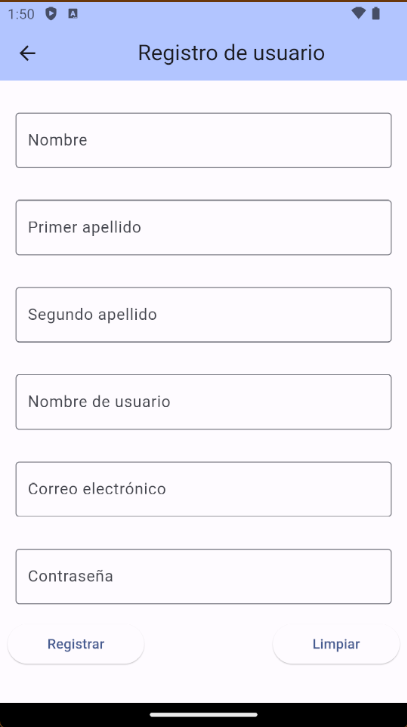 1:50
Registro de usuario
Nombre
Primer apellido
Segundo apellido
Nombre de usuario
Correo electrónico
Contraseña
Registrar
Limpiar